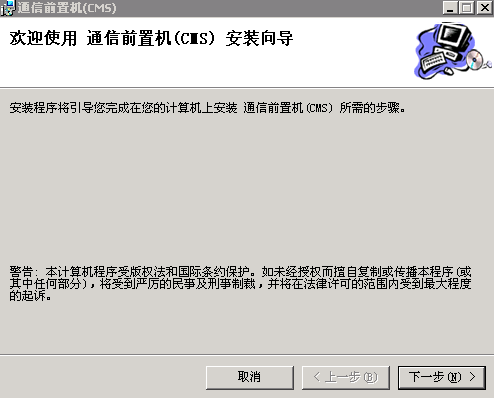 通信前置机(CMS)
欢迎使用 通信前置机(CMS) 安装向导
安装程序将引导您完成在您的计算机上安装 通信前置机(CMS) 所需的步骤。
警告: 本计算机程序受版权法和国际条约保护。如未经授权而擅自复制或传播本程序(或
其中任何部分)，将受到严厉的民事及刑事制裁，并将在法律许可的范围内受到最大程度
的起诉。
取消
< 上一步(B)
下一步(N) >